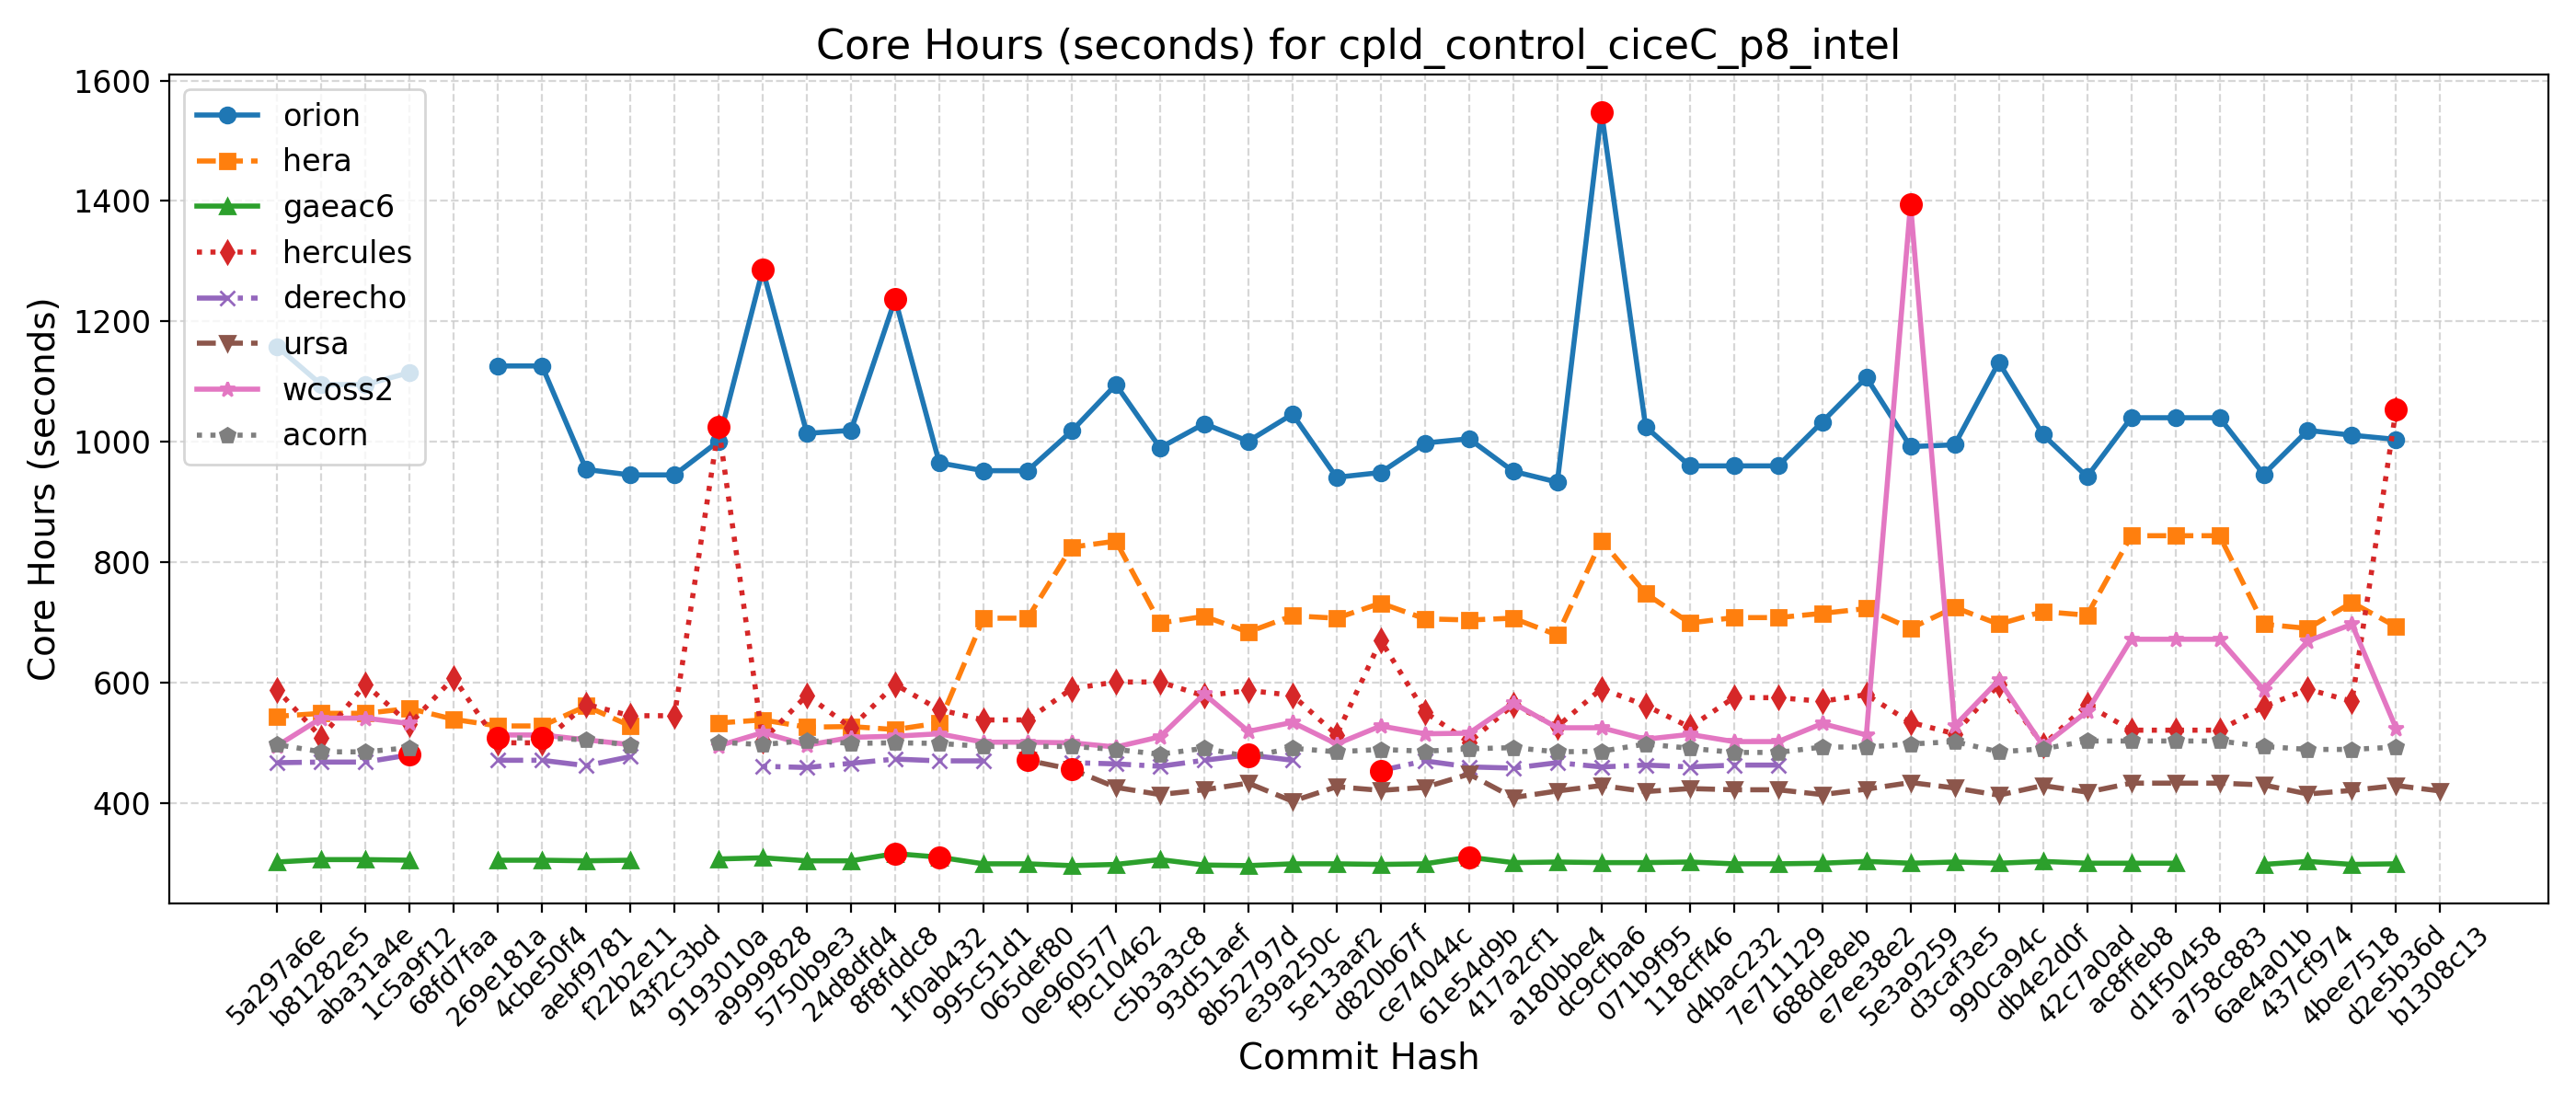 Core Hours (seconds) for cpld_control_ciceC_p8_intel
1600
1400
1200
1000
800
600
400
Core Hours (seconds)
orion
hera
gaeac6
hercules
derecho
ursa
wcoss2
acorn
5a297a6e
b81282e5
aba31a4e
1c5a9f12
68fd7faa
269e181a
4cbe50f4
aebf9781
f22b2e11
43f2c3bd
9193010a
a9999828
5750b9e3
24d8dfd4
8f8fddc8
1f0ab432
995c51d1
065def80
0e960577
f9c10462
c5b3a3c8
93d51aef
8b52797d
e39a250c
5e13aaf2
d820b67f
ce74044c
61e54d9b
417a2cf1
a180bbe4
dc9cfba6
071b9f95
118cff46
d4bac232
7e711129
688de8eb
e7ee38e2
5e3a9259
d3caf3e5
990ca94c
db4e2d0f
42c7a0ad
ac8ffeb8
d1f50458
a758c883
6ae4a01b
437cf974
4bee7518
d2e5b36d
b1308c13
Commit Hash